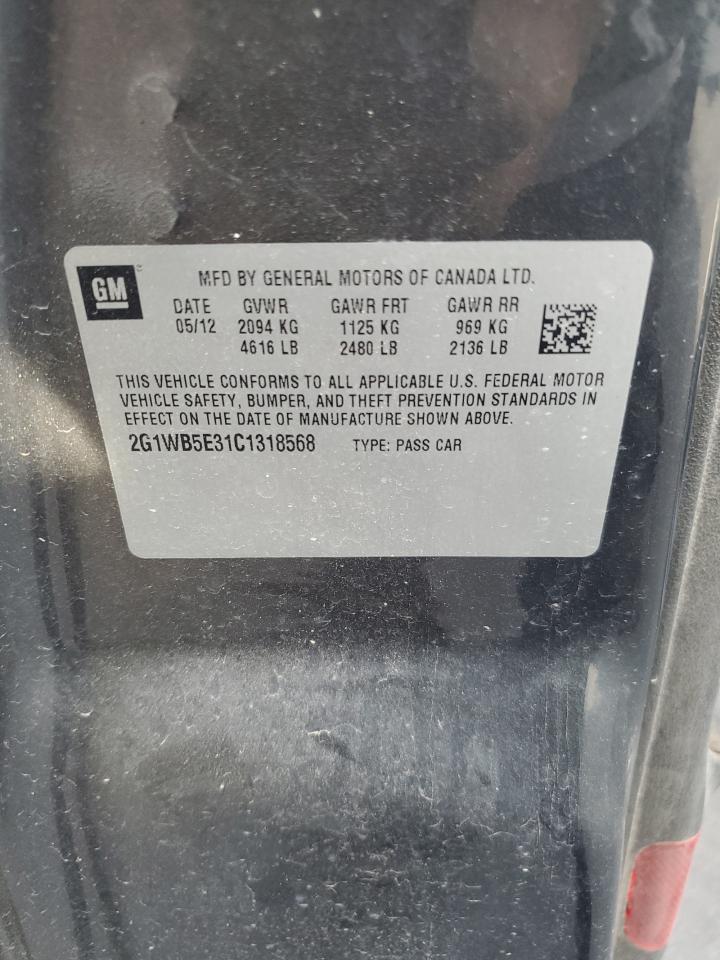 GM
MFD BY GENERAL MOTORS OF CANADA LTD.
DATE GVWR GAWR FRT GAWR RR
05/12 2094 KG 1125 KG 969 KG
4616 LB 2480 LB 2136 LB
THIS VEHICLE CONFORMS TO ALL APPLICABLE U.S. FEDERAL MOTOR
VEHICLE SAFETY, BUMPER, AND THEFT PREVENTION STANDARDS IN
EFFECT ON THE DATE OF MANUFACTURE SHOWN ABOVE.
2G1WB5E31C1318568 TYPE: PASS CAR